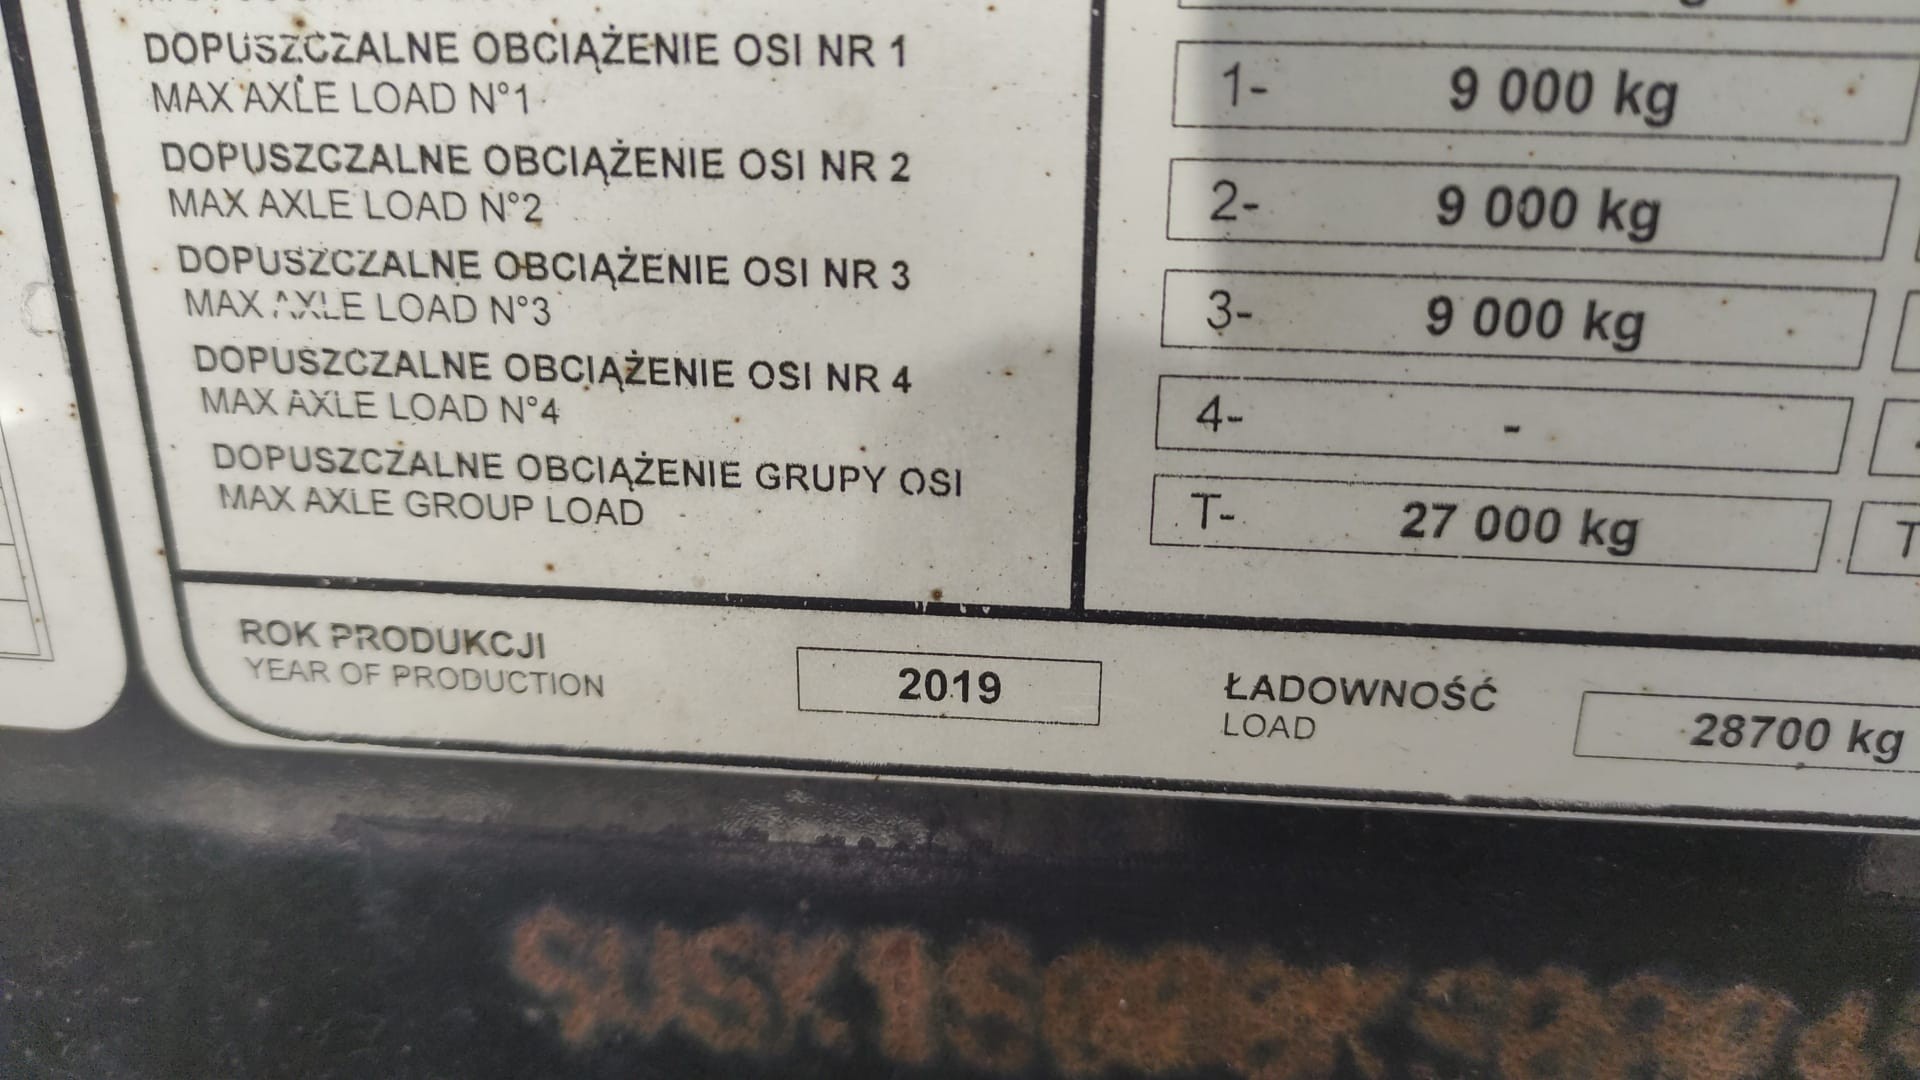 DOPUSZCZALNE OBCIĄŻENIE OSI NR 1
MAX AXLE LOAD N°1
1- 9 000 kg
DOPUSZCZALNE OBCIĄŻENIE OSI NR 2
MAX AXLE LOAD N°2
2- 9 000 kg
DOPUSZCZALNE OBCIĄŻENIE OSI NR 3
MAX AXLE LOAD N°3
3- 9 000 kg
DOPUSZCZALNE OBCIĄŻENIE OSI NR 4
MAX AXLE LOAD N°4
4- -
DOPUSZCZALNE OBCIĄŻENIE GRUPY OSI
MAX AXLE GROUP LOAD
T- 27 000 kg
T
ROK PRODUKCJI
YEAR OF PRODUCTION
2019
ŁADOWNOŚĆ
LOAD
28700 kg